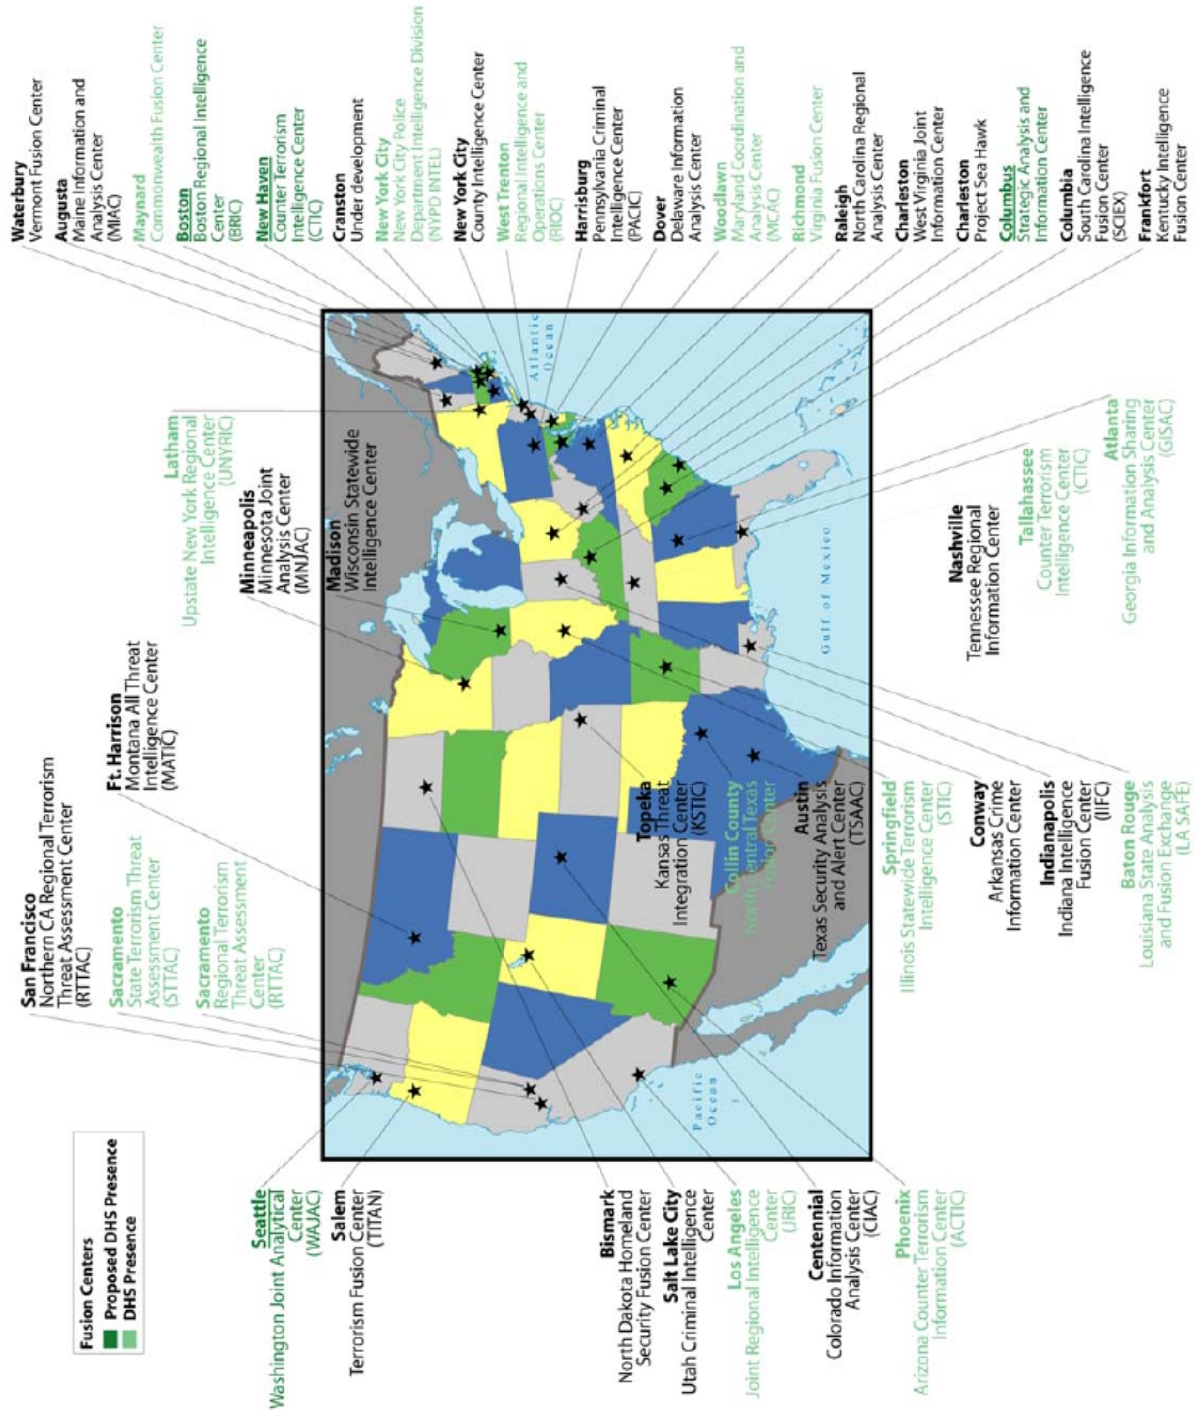 Fusion Centers
Proposed DHS Presence
DHS Presence
San Francisco
Northern CA Regional Terrorism
Threat Assessment Center
(RTTAC)
Sacramento
State Terrorism Threat
Assessment Center
(STTAC)
Sacramento
Regional Terrorism
Threat Assessment
Center
(RTTAC)
Ft. Harrison
Montana All Threat
Intelligence Center
(MATIC)
Latham
Upstate New York Regional
Intelligence Center
(UNYRIC)
Minneapolis
Minnesota Joint
Analysis Center
(MNJAC)
Madison
Wisconsin Statewide
Intelligence Center
Waterbury
Vermont Fusion Center
Augusta
Maine Information and
Analysis Center
(MIAC)
Maynard
Commonwealth Fusion Center
Boston
Boston Regional Intelligence
Center
(BRIC)
New Haven
Counter Terrorism
Intelligence Center
(CTIC)
Cranston
Under development
New York City
New York City Police
Department Intelligence Division
(NYPD INTEL)
New York City
County Intelligence Center
West Trenton
Regional Intelligence and
Operations Center
(RIOC)
Harrisburg
Pennsylvania Criminal
Intelligence Center
(PACIC)
Dover
Delaware Information
Analysis Center
Woodlawn
Maryland Coordination and
Analysis Center
(MCAC)
Richmond
Virginia Fusion Center
Raleigh
North Carolina Regional
Analysis Center
Charleston
West Virginia Joint
Information Center
Charleston
Project Sea Hawk
Columbus
Strategic Analysis and
Information Center
Columbia
South Carolina Intelligence
Fusion Center
(SCIEX)
Frankfort
Kentucky Intelligence
Fusion Center
Seattle
Washington Joint Analytical
Center
(WAJAC)
Salem
Terrorism Fusion Center
(TITAN)
Bismark
North Dakota Homeland
Security Fusion Center
Salt Lake City
Utah Criminal Intelligence
Center
Los Angeles
Joint Regional Intelligence
Center
(JRIC)
Centennial
Colorado Information
Analysis Center
(CIAC)
Phoenix
Arizona Counter Terrorism
Information Center
(ACTIC)
Pacific
Ocean
Atlantic
Ocean
Gulf of Mexico
Topeka
Kansas Threat
Integration Center
(KSTIC)
Collin County
North Central Texas
Fusion Center
Austin
Texas Security Analysis
and Alert Center
(TSAAC)
Springfield
Illinois Statewide Terrorism
Intelligence Center
(STIC)
Conway
Arkansas Crime
Information Center
Indianapolis
Indiana Intelligence
Fusion Center
(IIFC)
Baton Rouge
Louisiana State Analysis
and Fusion Exchange
(LA SAFE)
Nashville
Tennessee Regional
Information Center
Tallahassee
Counter Terrorism
Intelligence Center
(CTIC)
Atlanta
Georgia Information Sharing
and Analysis Center
(GISAC)